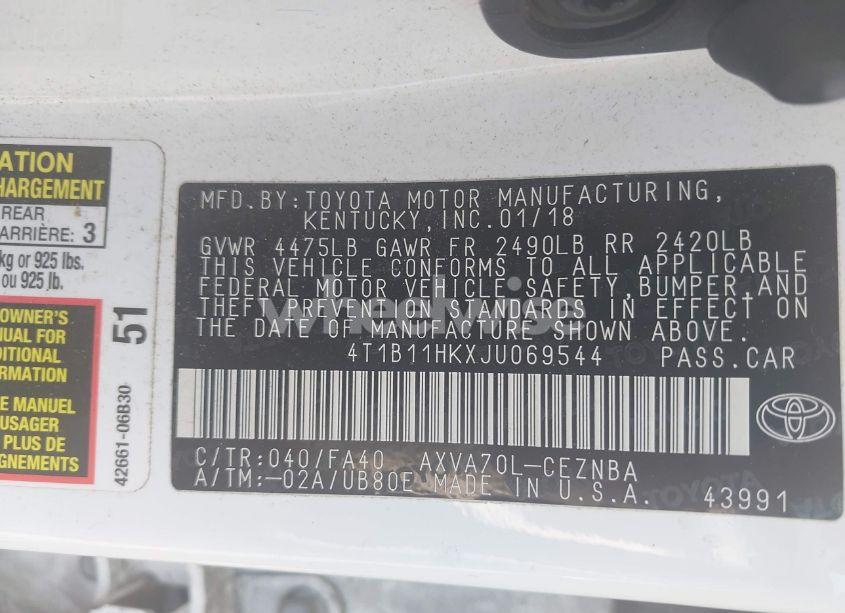 ATION
HARGEMENT
REAR
ARRIÈRE: 3
kg or 925 lbs.
ou 925 lb.
OWNER'S
NUAL FOR
DITIONAL
RMATION
E MANUEL
USAGER
PLUS DE
GNEMENTS
51
42661-06B30
MFD.BY:TOYOTA MOTOR MANUFACTURING,
KENTUCKY,INC.01/18
GVWR 4475LB GAWR FR 2490LB RR 2420LB
THIS VEHICLE CONFORMS TO ALL APPLICABLE
FEDERAL MOTOR VEHICLE SAFETY,BUMPER,AND
THEFT PREVENTION STANDARDS IN EFFECT ON
THE DATE OF MANUFACTURE SHOWN ABOVE.
4T1B11HKXJU069544 PASS.CAR
C/TR:040/FA40 AXVA70L-CEZNBA
A/TM:-02A/UB80E MADE IN U.S.A. 43991
TOYOTA